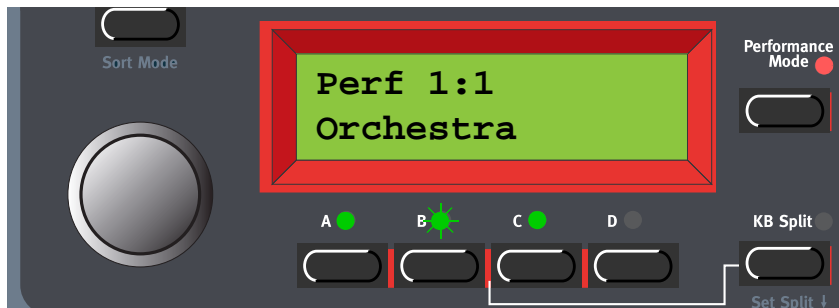 Sort Mode
Perf 1:1
Orchestra
Performance
Mode
A
B
C
D
KB Split
Set Split